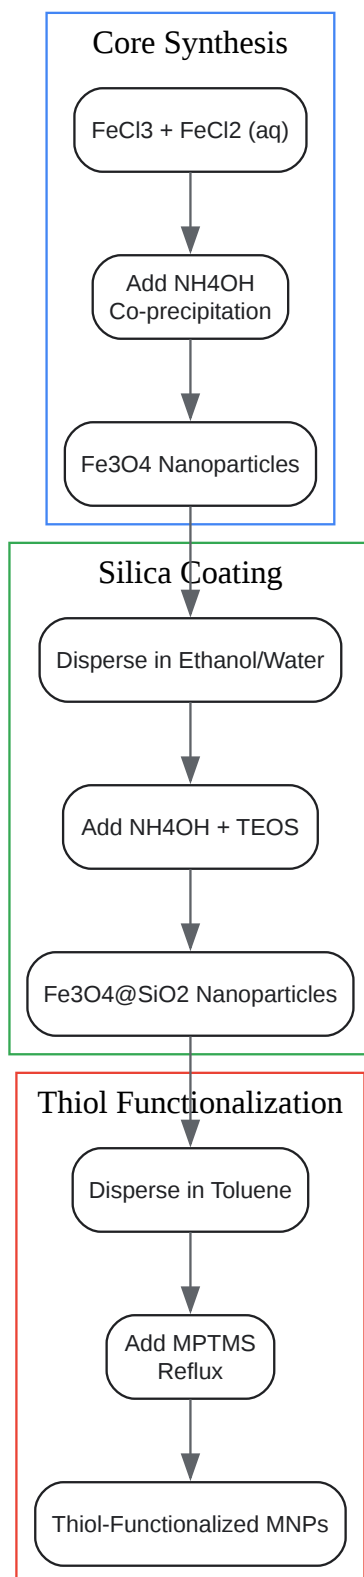 Core Synthesis
FeCl3 + FeCl2 (aq)
Add NH4OH
Co-precipitation
Fe3O4 Nanoparticles
Silica Coating
Disperse in Ethanol/Water
Add NH4OH + TEOS
Fe3O4@SiO2 Nanoparticles
Thiol Functionalization
Disperse in Toluene
Add MPTMS
Reflux
Thiol-Functionalized MNPs